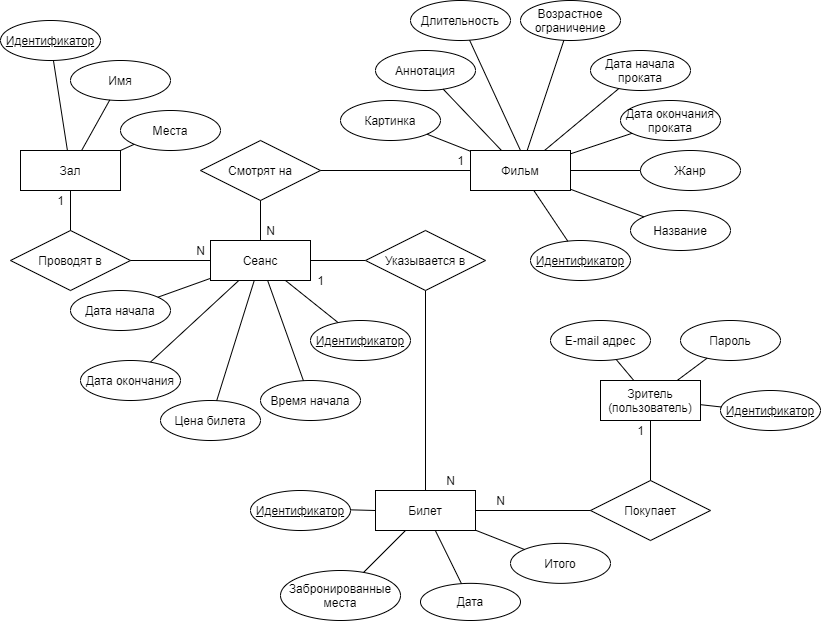 Длительность
Возрастное
ограничение
Идентификатор
Имя
Аннотация
Дата начала
проката
Места
Картинка
Дата окончания
проката
Зал
Смотрят на
1
Фильм
Жанр
1
N
Название
Проводят в
N
Сеанс
1
Указывается в
Идентификатор
Дата начала
Идентификатор
E-mail адрес
Пароль
Дата окончания
Время начала
Цена билета
Зритель
(пользователь)
Идентификатор
1
N
N
Идентификатор
Билет
Покупает
Итого
Забронированные
места
Дата